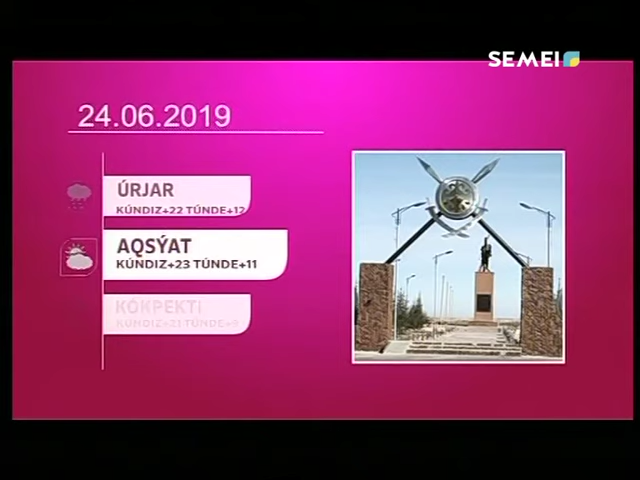 SEMEI
24.06.2019
ÚRJAR
KÚNDIZ+22 TÚNDE+12
AQSÝAT
KÚNDIZ+23 TÚNDE+11
KÓKPEKTI